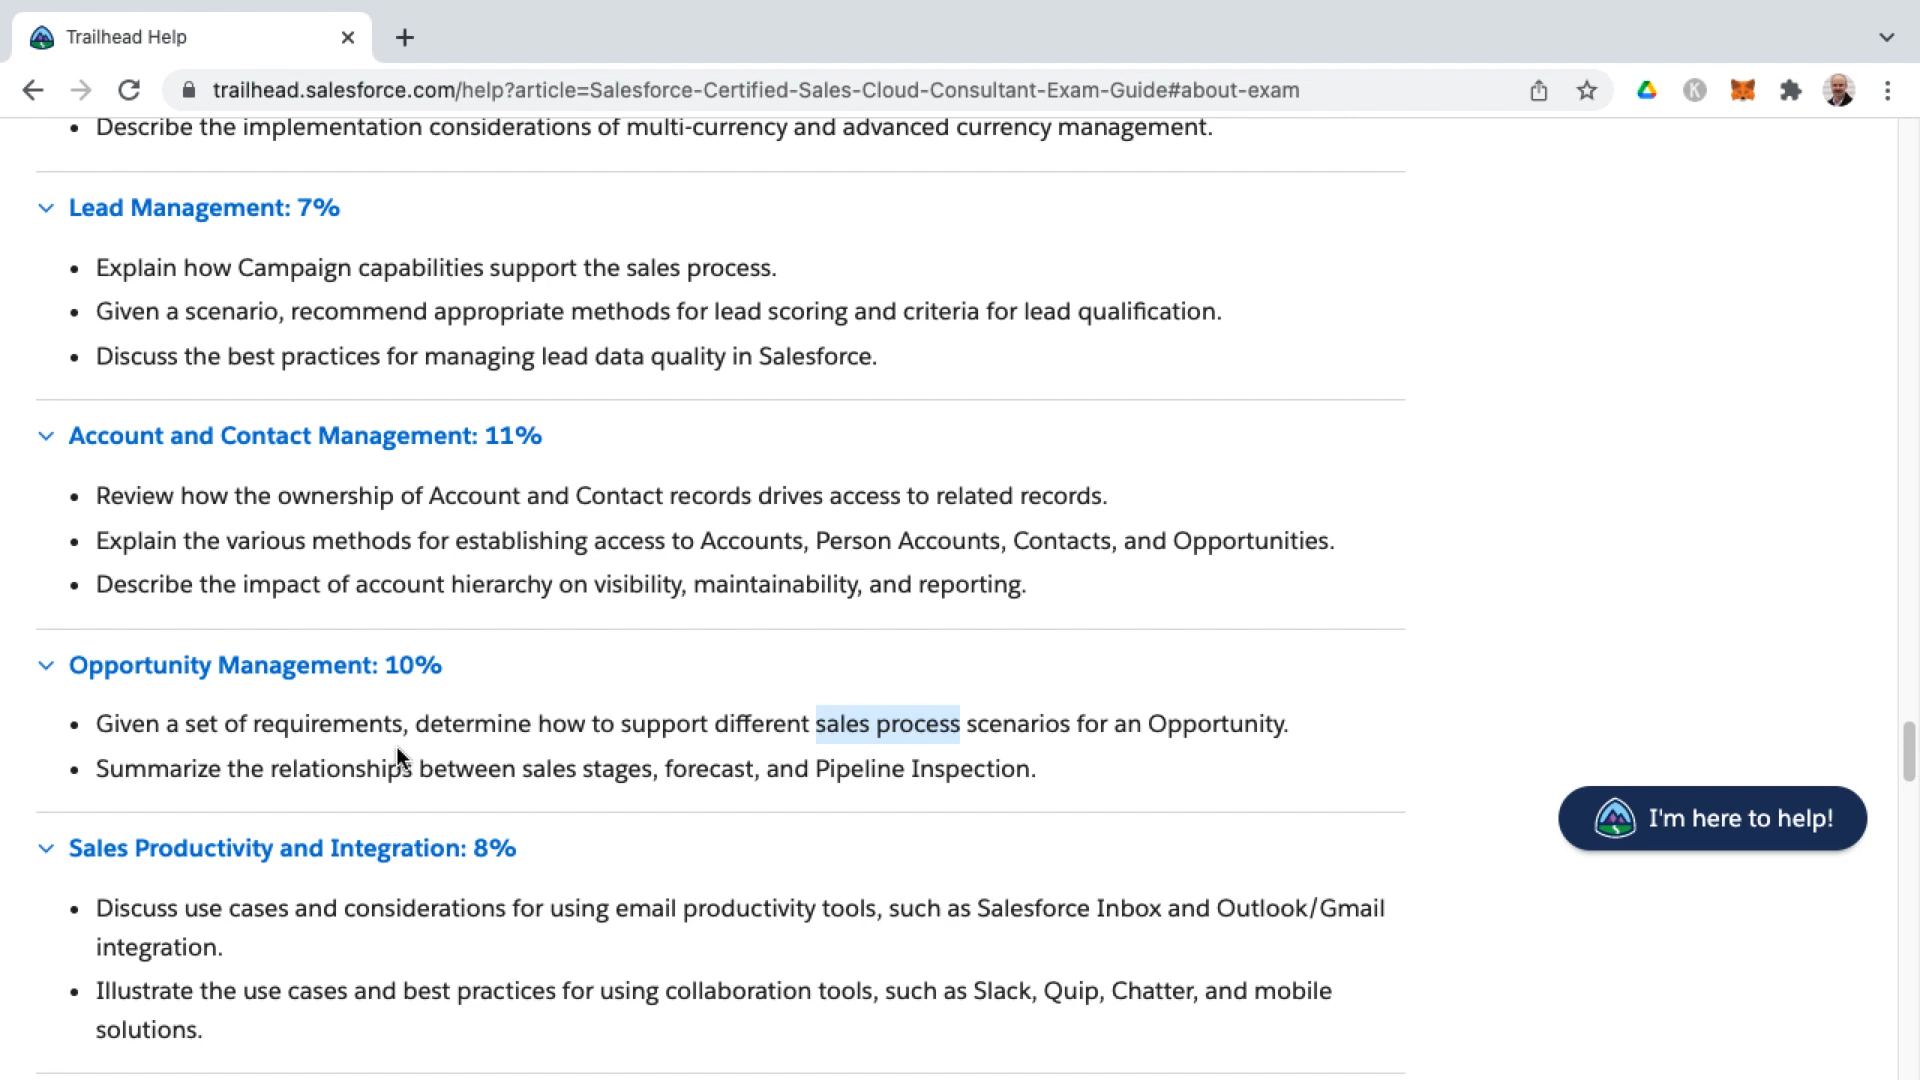 Trailhead Help
trailhead.salesforce.com/help?article=Salesforce-Certified-Sales-Cloud-Consultant-Exam-Guide#about-exam
K
Describe the implementation considerations of multi-currency and advanced currency management.
Lead Management: 7%
Explain how Campaign capabilities support the sales process.
Given a scenario, recommend appropriate methods for lead scoring and criteria for lead qualification.
Discuss the best practices for managing lead data quality in Salesforce.
Account and Contact Management: 11%
Review how the ownership of Account and Contact records drives access to related records.
Explain the various methods for establishing access to Accounts, Person Accounts, Contacts, and Opportunities.
Describe the impact of account hierarchy on visibility, maintainability, and reporting.
Opportunity Management: 10%
Given a set of requirements, determine how to support different sales process scenarios for an Opportunity.
Summarize the relationships between sales stages, forecast, and Pipeline Inspection.
I'm here to help!
Sales Productivity and Integration: 8%
Discuss use cases and considerations for using email productivity tools, such as Salesforce Inbox and Outlook/Gmail
integration.
Illustrate the use cases and best practices for using collaboration tools, such as Slack, Quip, Chatter, and mobile
solutions.